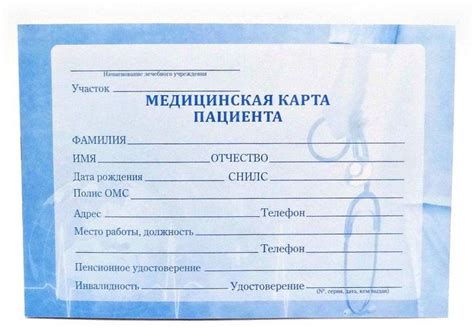 Наименование лечебного учреждения
Участок
МЕДИЦИНСКАЯ КАРТА
ПАЦИЕНТА
ФАМИЛИЯ
ИМЯ ОТЧЕСТВО
Дата рождения СНИЛС
Полис ОМС
Адрес Телефон
Место работы, должность
Телефон
Пенсионное удостоверение
Инвалидность Удостоверение
(№, серия, дата, кем выдан)